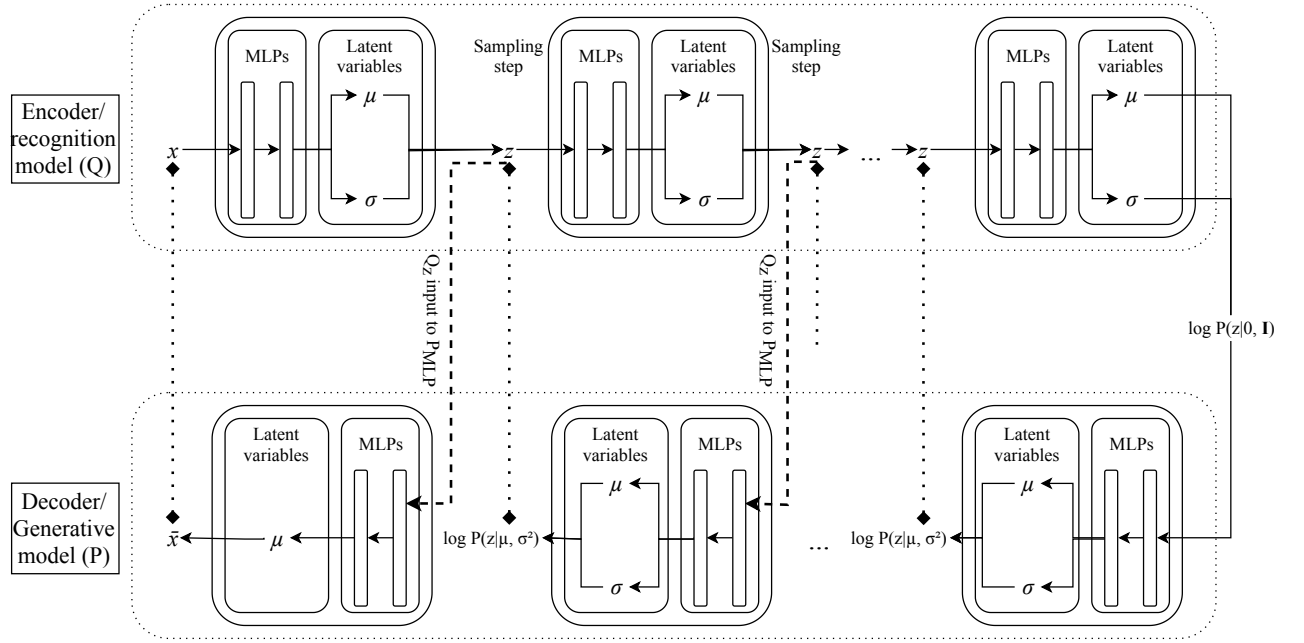 MLPs
Latent
variables
μ
σ
Sampling
step
MLPs
Latent
variables
μ
σ
Sampling
step
MLPs
Latent
variables
μ
σ
Encoder/
recognition
model (Q)
x
z
z
...
z
Qz input to PMLP
Qz input to PMLP
log P(z|0, I)
Decoder/
Generative
model (P)
Latent
variables
MLPs
x̄
μ
log P(z|μ, σ²)
Latent
variables
MLPs
μ
σ
...
log P(z|μ, σ²)
Latent
variables
MLPs
μ
σ